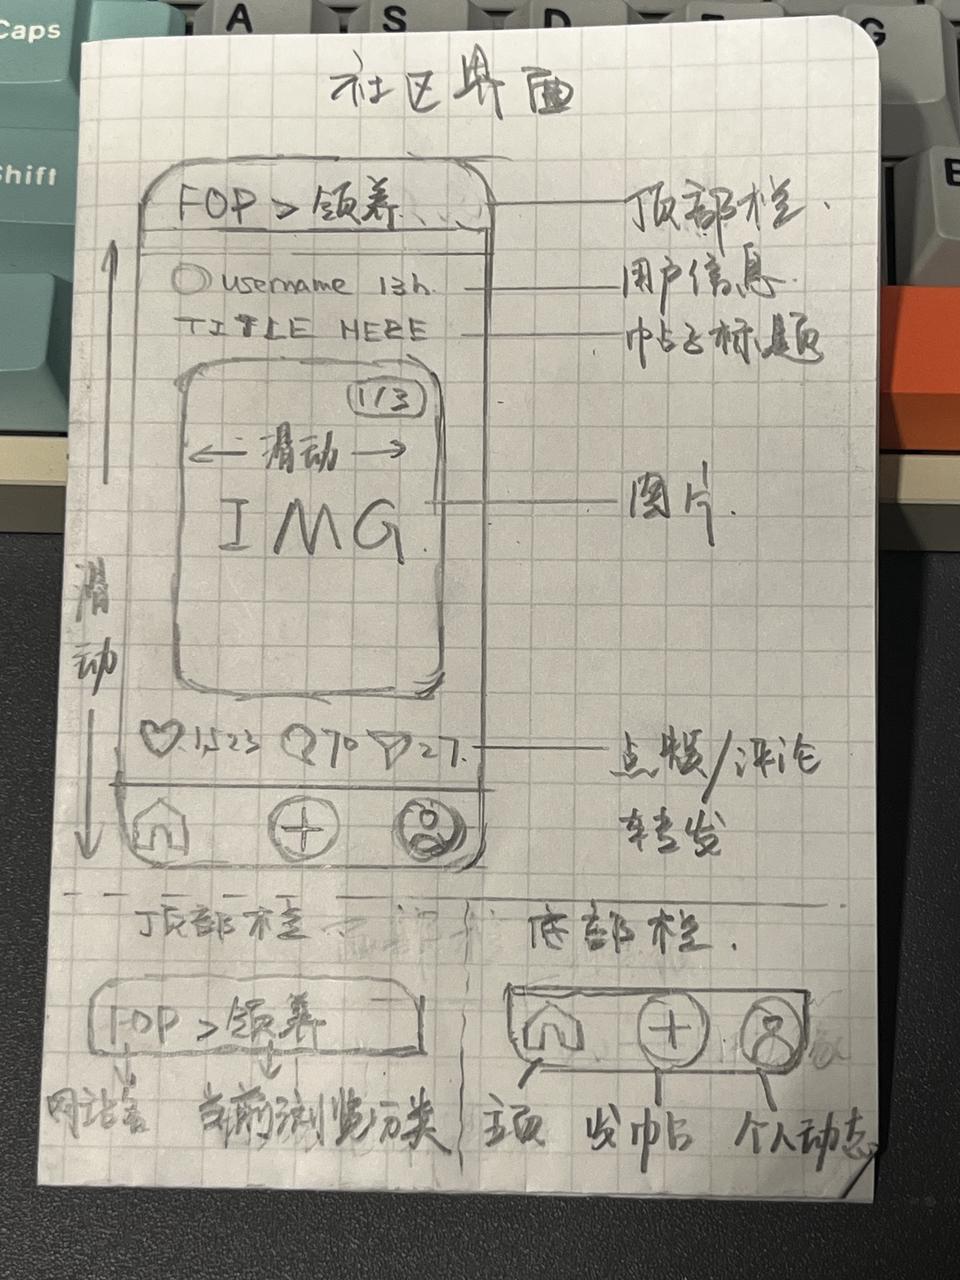 Caps
A
S
D
F
G
Shift
社区界面
FOP > 领养
顶部栏.
username 13h.
用户信息.
TITLE HERE
帖子标题
1/3
← 滑动 →
IMG.
图片.
滑动
1,523 70 27.
点赞/评论
转发
顶部栏
底部栏.
FOP > 领养
网站名
当前浏览分类
主页
发帖
个人动态